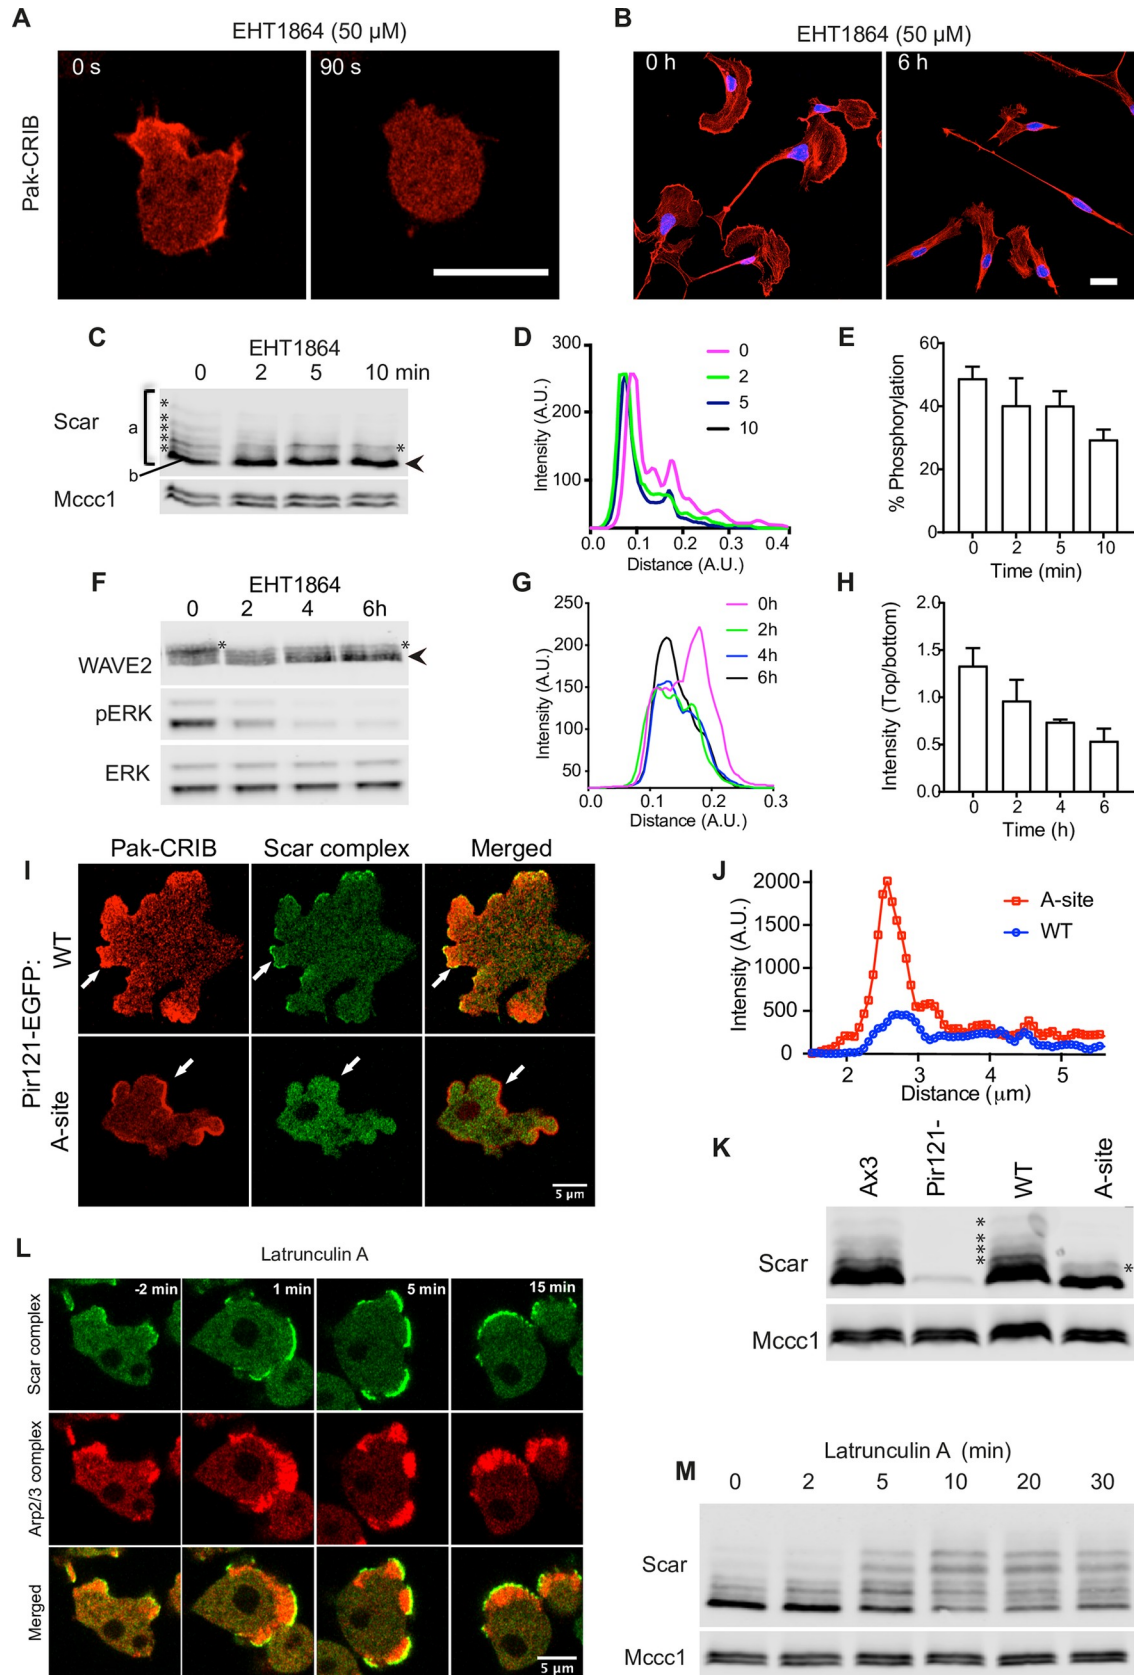 A
EHT1864 (50 µM)
0 s
90 s
Pak-CRIB
B
EHT1864 (50 µM)
0 h
6 h
C
EHT1864
0 2 5 10 min
Scar
a
* * * * * *
*
b
Mccc1
D
300
200
100
0.0 0.1 0.2 0.3 0.4
Intensity (A.U.)
Distance (A.U.)
0
2
5
10
E
60
40
20
0
% Phosphorylation
0 2 5 10
Time (min)
F
EHT1864
0 2 4 6h
* *
WAVE2
pERK
ERK
G
250
200
150
100
50
0.0 0.1 0.2 0.3
Intensity (A.U.)
Distance (A.U.)
0h
2h
4h
6h
H
2.0
1.5
1.0
0.5
0.0
Intensity (Top/bottom)
0 2 4 6
Time (h)
I
Pak-CRIB Scar complex Merged
Pir121-EGFP:
WT
A-site
5 µm
J
2000
1500
1000
500
0
Intensity (A.U.)
2 3 4 5
Distance (µm)
A-site
WT
K
Ax3 Pir121- WT A-site
* * * *
*
Scar
Mccc1
L
Latrunculin A
-2 min 1 min 5 min 15 min
Scar complex
Arp2/3 complex
Merged
5 µm
M
Latrunculin A (min)
0 2 5 10 20 30
Scar
Mccc1